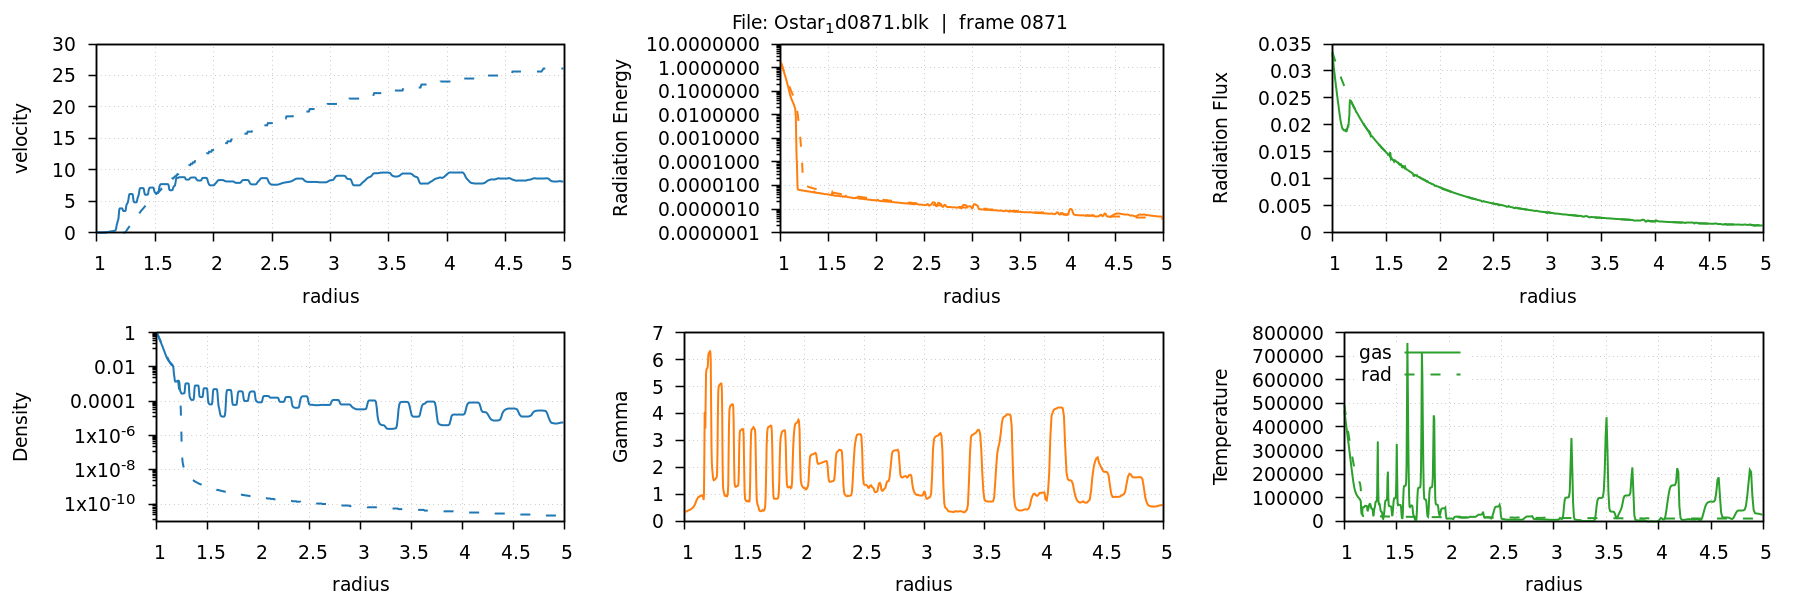 File: Ostar₁d0871.blk | frame 0871
30
25
20
15
10
5
0
velocity
1 1.5 2 2.5 3 3.5 4 4.5 5
radius
10.0000000
1.0000000
0.1000000
0.0100000
0.0010000
0.0001000
0.0000100
0.0000010
0.0000001
Radiation Energy
1 1.5 2 2.5 3 3.5 4 4.5 5
radius
0.035
0.03
0.025
0.02
0.015
0.01
0.005
0
Radiation Flux
1 1.5 2 2.5 3 3.5 4 4.5 5
radius
1
0.01
0.0001
1x10⁻⁶
1x10⁻⁸
1x10⁻¹⁰
Density
1 1.5 2 2.5 3 3.5 4 4.5 5
radius
7
6
5
4
3
2
1
0
Gamma
1 1.5 2 2.5 3 3.5 4 4.5 5
radius
800000
700000
600000
500000
400000
300000
200000
100000
0
Temperature
gas
rad
1 1.5 2 2.5 3 3.5 4 4.5 5
radius